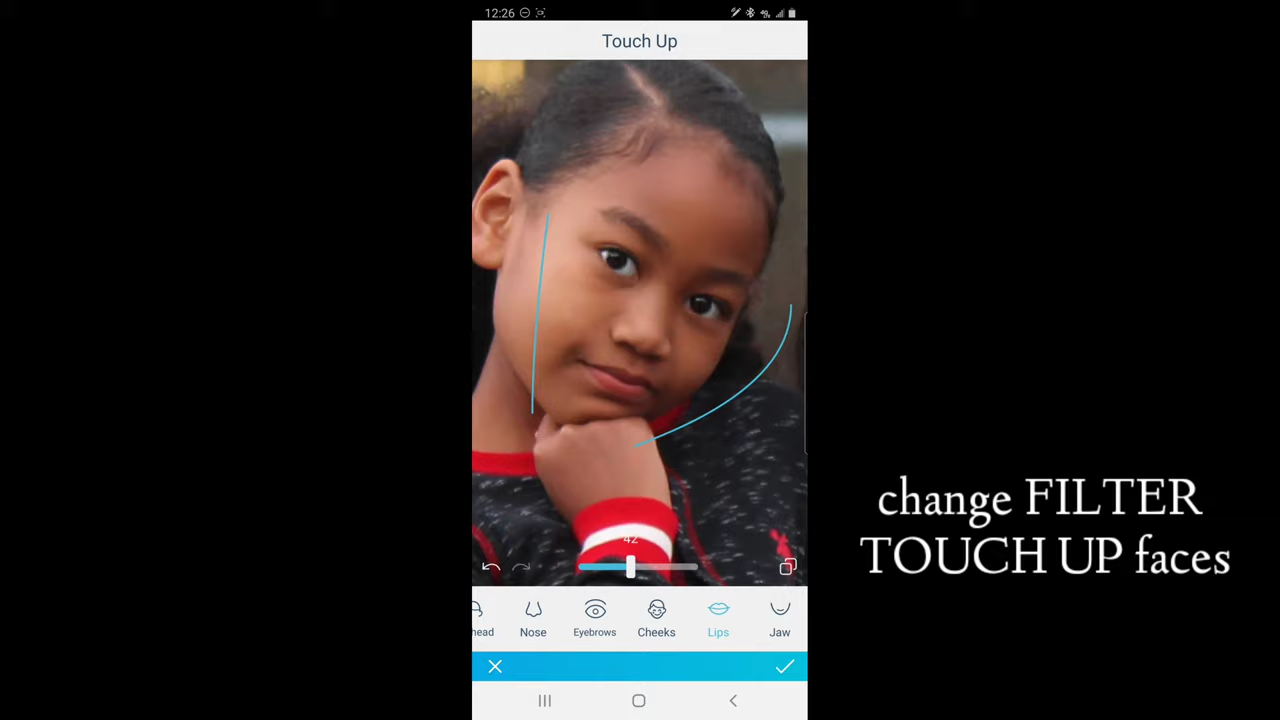 12:26
Touch Up
42
head
Nose
Eyebrows
Cheeks
Lips
Jaw
change FILTER
TOUCH UP faces